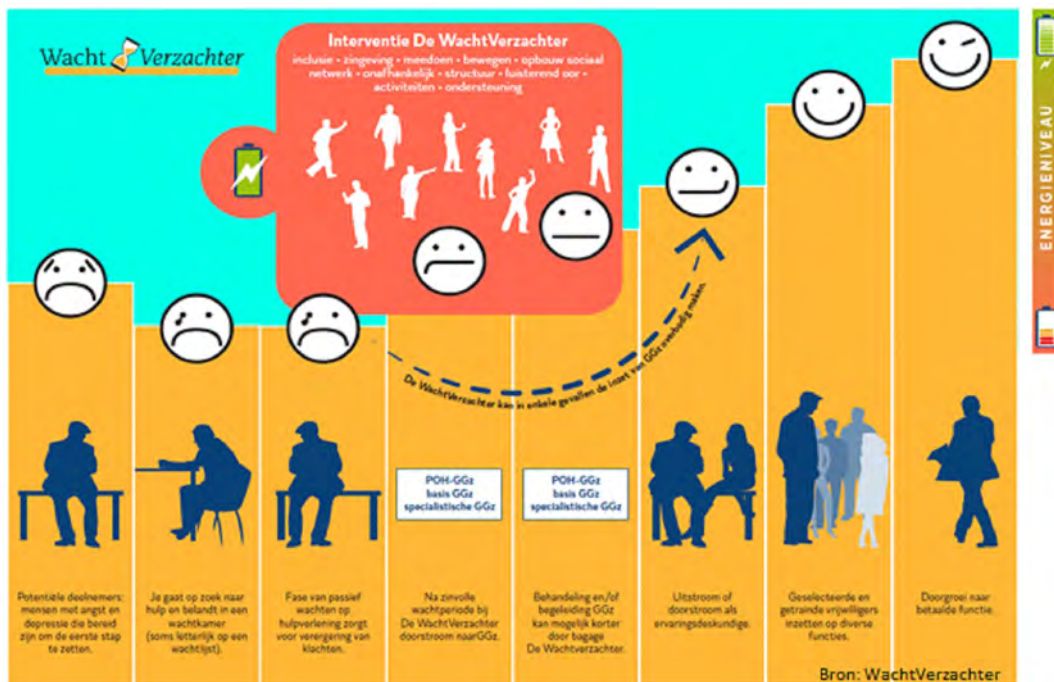 Wacht Verzachter
Interventie De WachtVerzachter
inclusie • zingeving • meedoen • bewegen • opbouw sociaal
netwerk • onafhankelijk • structuur • luisterend oor •
activiteiten • ondersteuning
ENERGIENIVEAU
De WachtVerzachter kan in enkele gevallen de inzet van GGz overbodig maken.
POH-GGz
basis GGz
specialistische GGz
POH-GGz
basis GGz
specialistische GGz
Potentiële deelnemers:
mensen met angst en
depressie die bereid
zijn om de eerste stap
te zetten.
Je gaat op zoek naar
hulp en belandt in een
wachtkamer
(soms letterlijk op een
wachtlijst).
Fase van passief
wachten op
hulpverlening zorgt
voor verergering van
klachten.
Na zinvolle
wachtperiode bij
De WachtVerzachter
doorstroom naarGGz.
Behandeling en/of
begeleiding GGz
kan mogelijk korter
door bagage
De Wachtverzachter.
Uitstroom of
doorstroom als
ervaringsdeskundige.
Geselecteerde en
getrainde vrijwilligers
inzetten op diverse
functies.
Doorgroei naar
betaalde functie.
Bron: WachtVerzachter